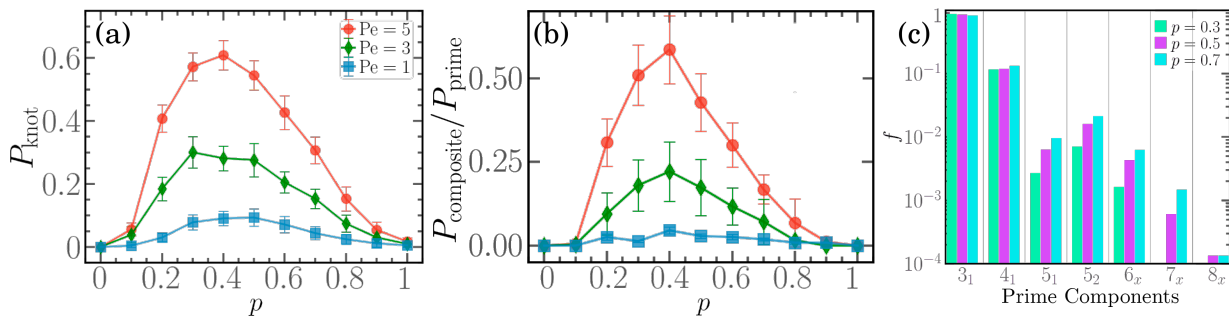 (a)
Pe = 5
Pe = 3
Pe = 1
P_knot
0.6
0.4
0.2
0.0
0 0.2 0.4 0.6 0.8 1
p
(b)
P_composite/P_prime
0.50
0.25
0.00
0 0.2 0.4 0.6 0.8 1
p
(c)
p = 0.3
p = 0.5
p = 0.7
f
1
10^{-1}
10^{-2}
10^{-3}
10^{-4}
3_1 4_1 5_1 5_2 6_x 7_x 8_x
Prime Components